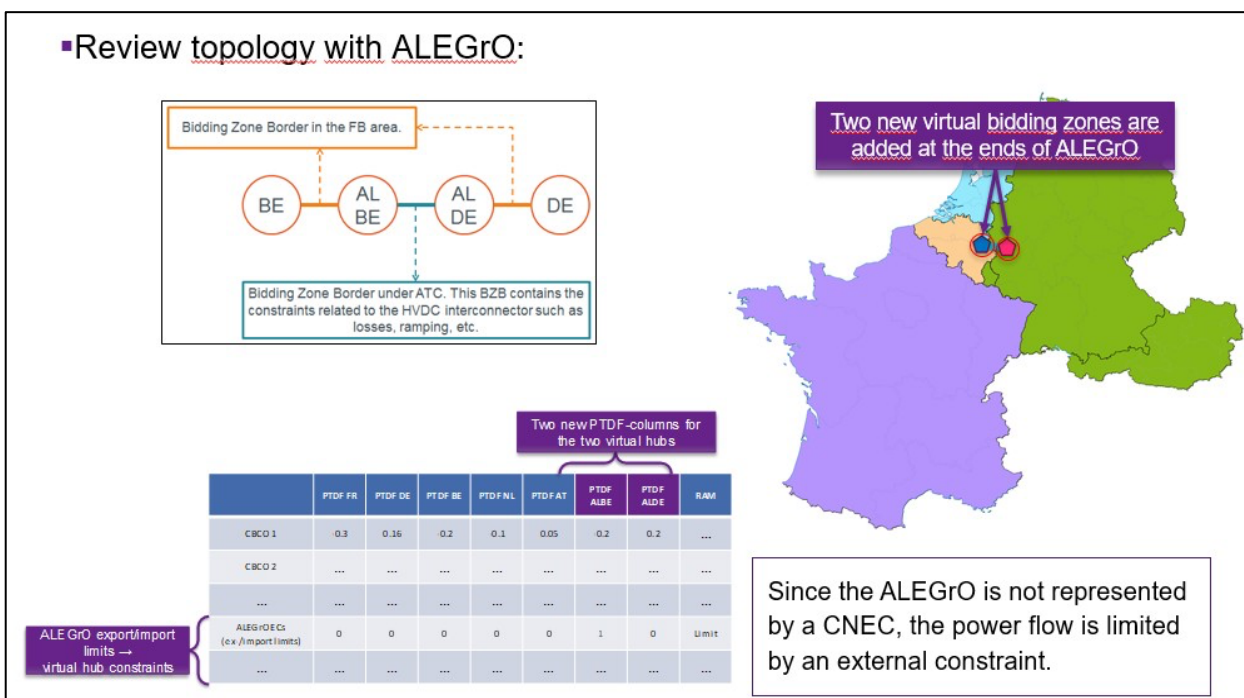 ▪Review topology with ALEGrO:
Bidding Zone Border in the FB area.
BE
AL
BE
AL
DE
DE
Bidding Zone Border under ATC. This BZB contains the
constraints related to the HVDC interconnector such as
losses, ramping, etc.
Two new virtual bidding zones are
added at the ends of ALEGrO
Two new PTDF-columns for
the two virtual hubs
PTDF FR PTDF DE PTDF BE PTDF NL PTDF AT PTDF ALBE PTDF ALDE RAM
CBCO 1 -0.3 0.16 -0.2 0.1 0.05 -0.2 0.2 ...
CBCO 2 ... ... ... ... ... ... ... ...
... ... ... ... ... ... ... ... ...
ALEGrO ECs
(ex-/import limits) 0 0 0 0 0 1 0 Limit
... ... ... ... ... ... ... ... ...
ALEGrO export/import
limits →
virtual hub constraints
Since the ALEGrO is not represented
by a CNEC, the power flow is limited
by an external constraint.